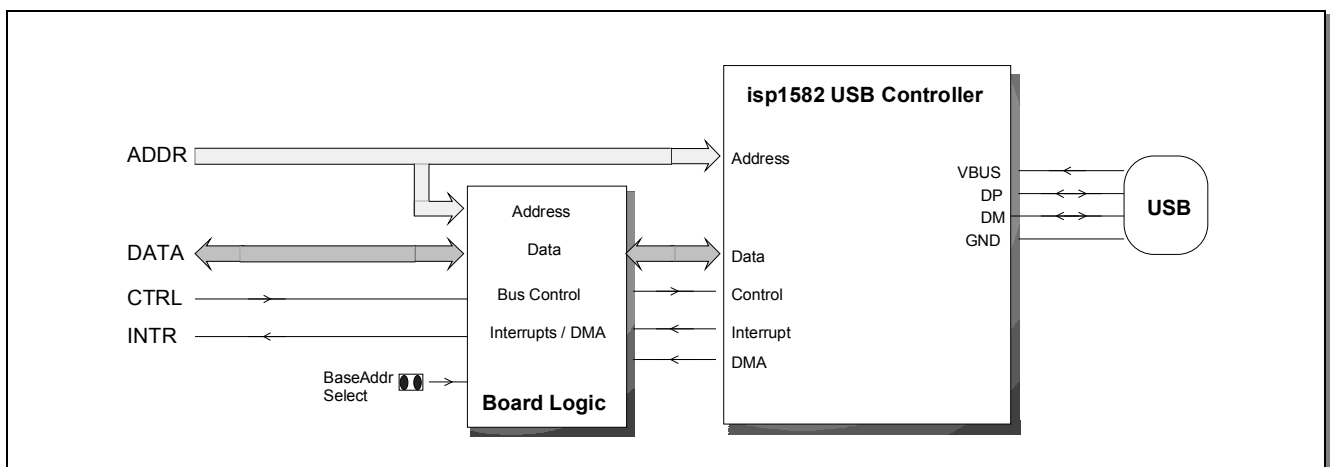 isp1582 USB Controller
ADDR
Address
VBUS
DP
DM
GND
USB
Address
DATA
Data
Data
CTRL
Bus Control
Control
INTR
Interrupts / DMA
Interrupt
DMA
BaseAddr
Select
Board Logic